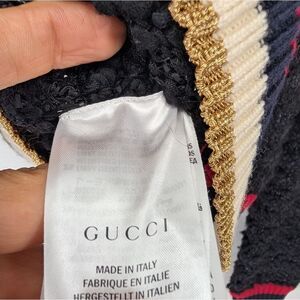 GUCCI
MADE IN ITALY
FABRIQUE EN ITALIE
HERGESTELLT IN ITALIEN